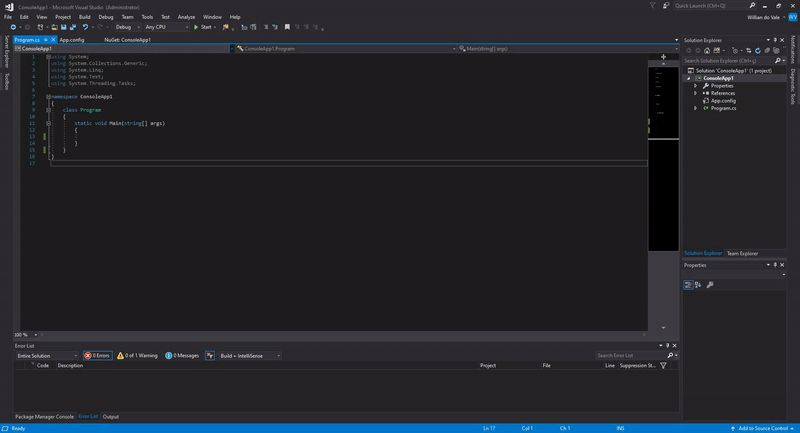 ConsoleApp1 - Microsoft Visual Studio (Administrator)
Quick Launch (Ctrl+Q)
File Edit View Project Build Debug Team Tools Test Analyze Window Help
Willian do Vale WV
Debug Any CPU Start
Program.cs App.config NuGet: ConsoleApp1
ConsoleApp1 ConsoleApp1.Program Main(string[] args)
Server Explorer
Toolbox
1 using System;
2 using System.Collections.Generic;
3 using System.Linq;
4 using System.Text;
5 using System.Threading.Tasks;
6
7 namespace ConsoleApp1
8 {
9 class Program
10 {
11 static void Main(string[] args)
12 {
13
14 }
15 }
16 }
17
100 %
Solution Explorer
Search Solution Explorer (Ctrl+ç)
Solution 'ConsoleApp1' (1 project)
ConsoleApp1
Properties
References
App.config
Program.cs
Solution Explorer Team Explorer
Properties
Notifications
Diagnostic Tools
Error List
Entire Solution 0 Errors 0 of 1 Warning 0 Messages Build + IntelliSense Search Error List
Code Description Project File Line Suppression St...
Package Manager Console Error List Output
Ready Ln 17 Col 1 Ch 1 INS Add to Source Control